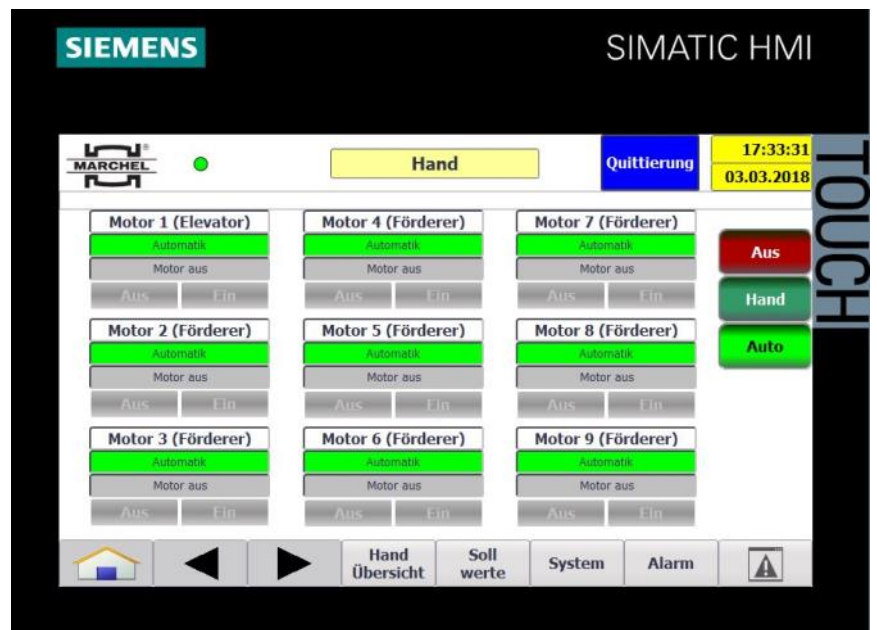 SIEMENS
SIMATIC HMI
TOUCH
MARCHEL
Hand
Quittierung
17:33:31
03.03.2018
Motor 1 (Elevator)
Automatik
Motor aus
Aus Ein
Motor 4 (Förderer)
Automatik
Motor aus
Aus Ein
Motor 7 (Förderer)
Automatik
Motor aus
Aus Ein
Aus
Hand
Auto
Motor 2 (Förderer)
Automatik
Motor aus
Aus Ein
Motor 5 (Förderer)
Automatik
Motor aus
Aus Ein
Motor 8 (Förderer)
Automatik
Motor aus
Aus Ein
Motor 3 (Förderer)
Automatik
Motor aus
Aus Ein
Motor 6 (Förderer)
Automatik
Motor aus
Aus Ein
Motor 9 (Förderer)
Automatik
Motor aus
Aus Ein
Hand
Übersicht
Soll
werte
System
Alarm